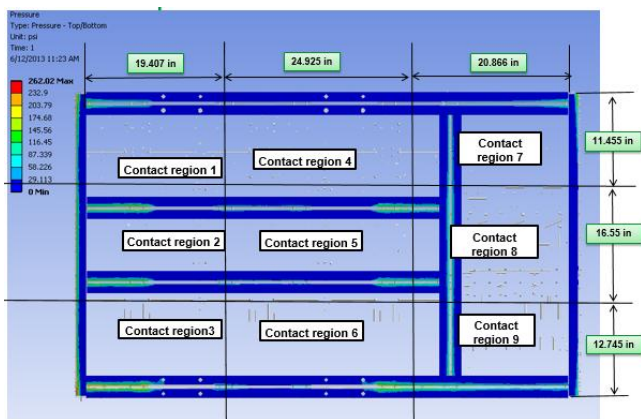 Pressure
Type: Pressure - Top/Bottom
Unit: psi
Time: 1
6/12/2013 11:23 AM
262.02 Max
232.9
203.79
174.68
145.56
116.45
87.339
58.226
29.113
0 Min
19.407 in
24.925 in
20.866 in
11.455 in
16.55 in
12.745 in
Contact region 1
Contact region 4
Contact
region 7
Contact region 2
Contact region 5
Contact
region 8
Contact region3
Contact region 6
Contact
region 9